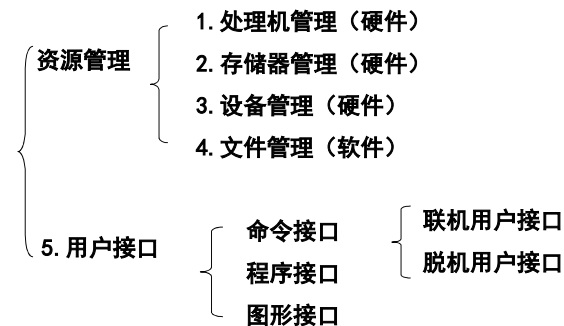 资源管理
1.处理机管理（硬件）
2.存储器管理（硬件）
3.设备管理（硬件）
4.文件管理（软件）
5.用户接口
命令接口
联机用户接口
脱机用户接口
程序接口
图形接口